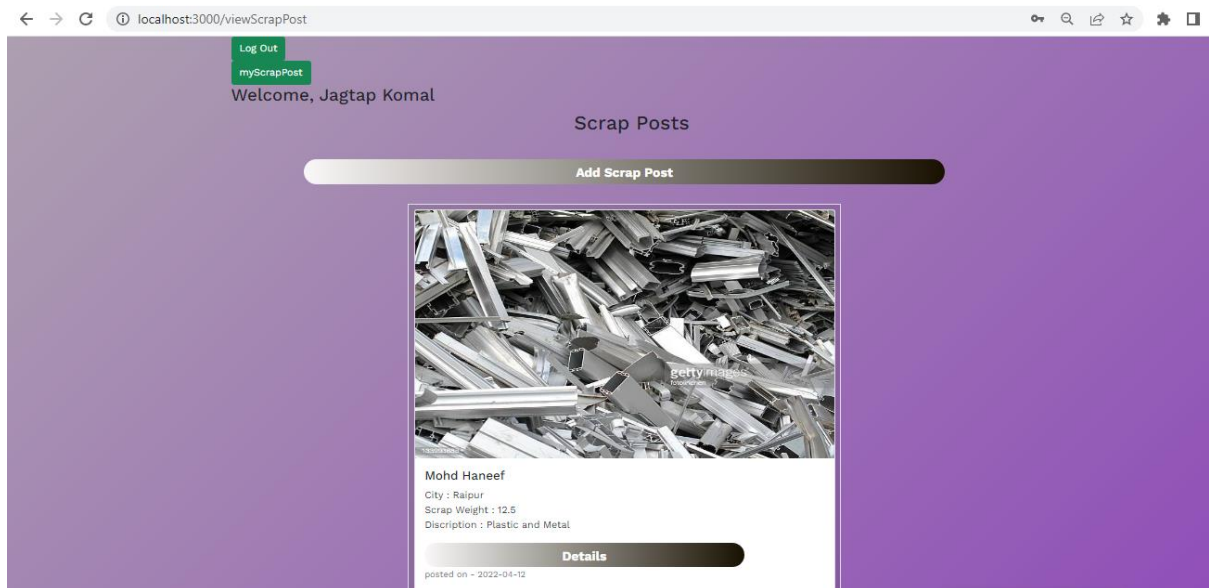 localhost:3000/viewScrapPost
Log Out
myScrapPost
Welcome, Jagtap Komal
Scrap Posts
Add Scrap Post
gettyimages
Mohd Haneef
City : Raipur
Scrap Weight : 12.5
Discription : Plastic and Metal
Details
posted on - 2022-04-12